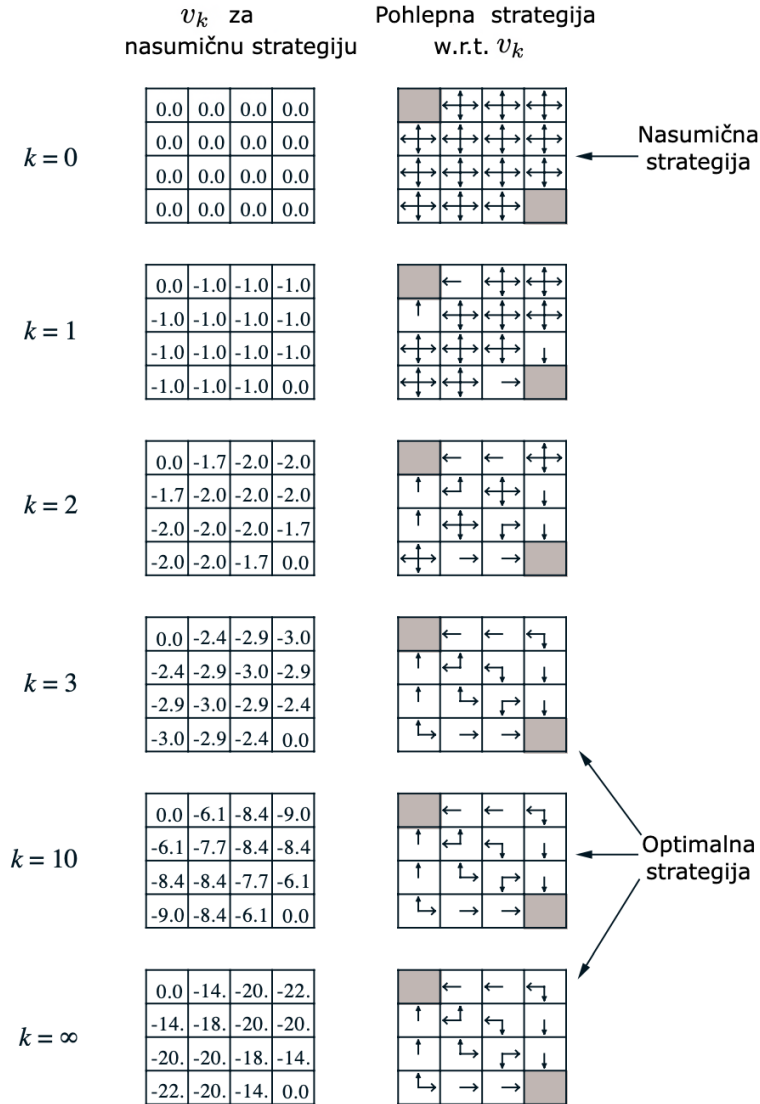 v_k za
nasumičnu strategiju
Pohlepna strategija
w.r.t. v_k
k = 0
0.0 0.0 0.0 0.0
0.0 0.0 0.0 0.0
0.0 0.0 0.0 0.0
0.0 0.0 0.0 0.0
Nasumična
strategija
k = 1
0.0 -1.0 -1.0 -1.0
-1.0 -1.0 -1.0 -1.0
-1.0 -1.0 -1.0 -1.0
-1.0 -1.0 -1.0 0.0
k = 2
0.0 -1.7 -2.0 -2.0
-1.7 -2.0 -2.0 -2.0
-2.0 -2.0 -2.0 -1.7
-2.0 -2.0 -1.7 0.0
k = 3
0.0 -2.4 -2.9 -3.0
-2.4 -2.9 -3.0 -2.9
-2.9 -3.0 -2.9 -2.4
-3.0 -2.9 -2.4 0.0
k = 10
0.0 -6.1 -8.4 -9.0
-6.1 -7.7 -8.4 -8.4
-8.4 -8.4 -7.7 -6.1
-9.0 -8.4 -6.1 0.0
Optimalna
strategija
k = ∞
0.0 -14. -20. -22.
-14. -18. -20. -20.
-20. -20. -18. -14.
-22. -20. -14. 0.0